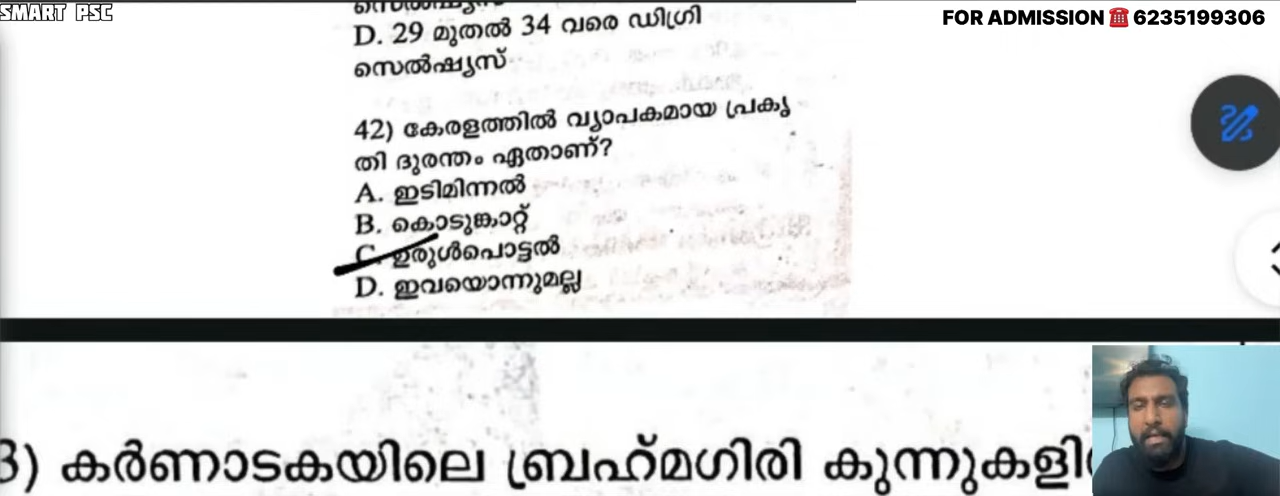 SMART PSC
FOR ADMISSION ☎️ 6235199306
D. 29 മുതൽ 34 വരെ ഡിഗ്രി
സെൽഷ്യസ്
42) കേരളത്തിൽ വ്യാപകമായ പ്രകൃ
തി ദുരന്തം ഏതാണ്?
A. ഇടിമിന്നൽ
B. കൊടുങ്കാറ്റ്
C. ഉരുൾപൊട്ടൽ
D. ഇവയൊന്നുമല്ല
3) കർണാടകയിലെ ബ്രഹ്മഗിരി